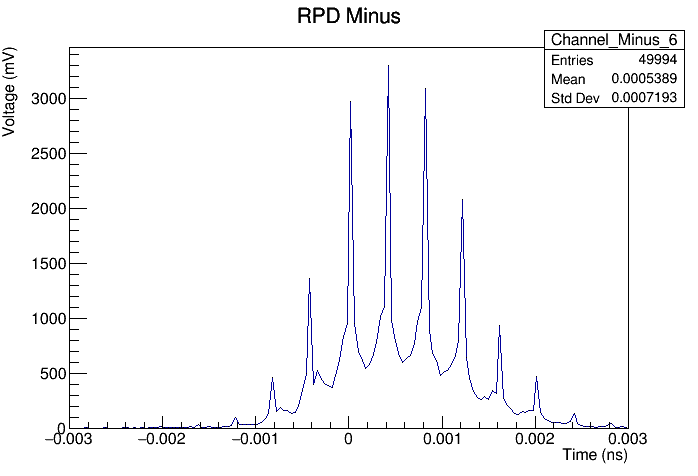 RPD Minus
Channel_Minus_6
Entries 49994
Mean 0.0005389
Std Dev 0.0007193
Voltage (mV)
3000
2500
2000
1500
1000
500
0
−0.003 −0.002 −0.001 0 0.001 0.002 0.003
Time (ns)